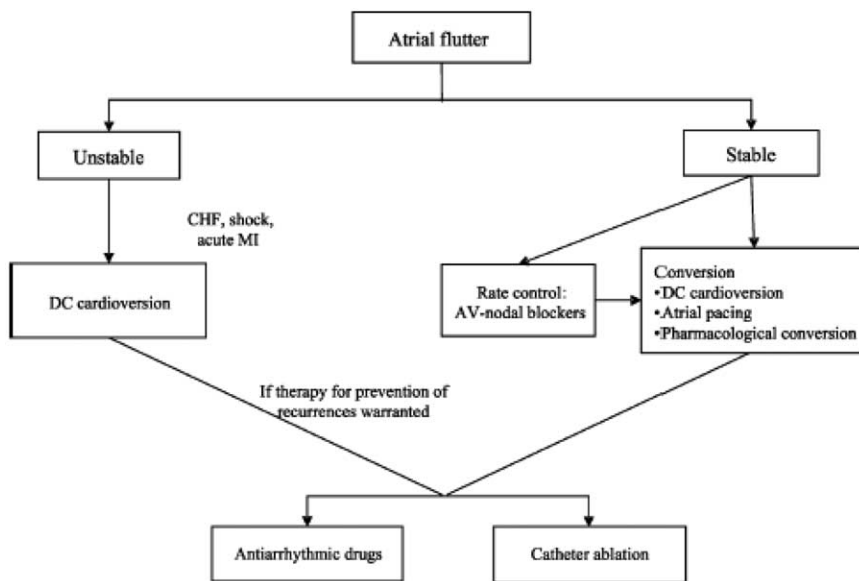 Atrial flutter
Unstable
Stable
CHF, shock,
acute MI
DC cardioversion
Rate control:
AV-nodal blockers
Conversion
•DC cardioversion
•Atrial pacing
•Pharmacological conversion
If therapy for prevention of
recurrences warranted
Antiarrhythmic drugs
Catheter ablation